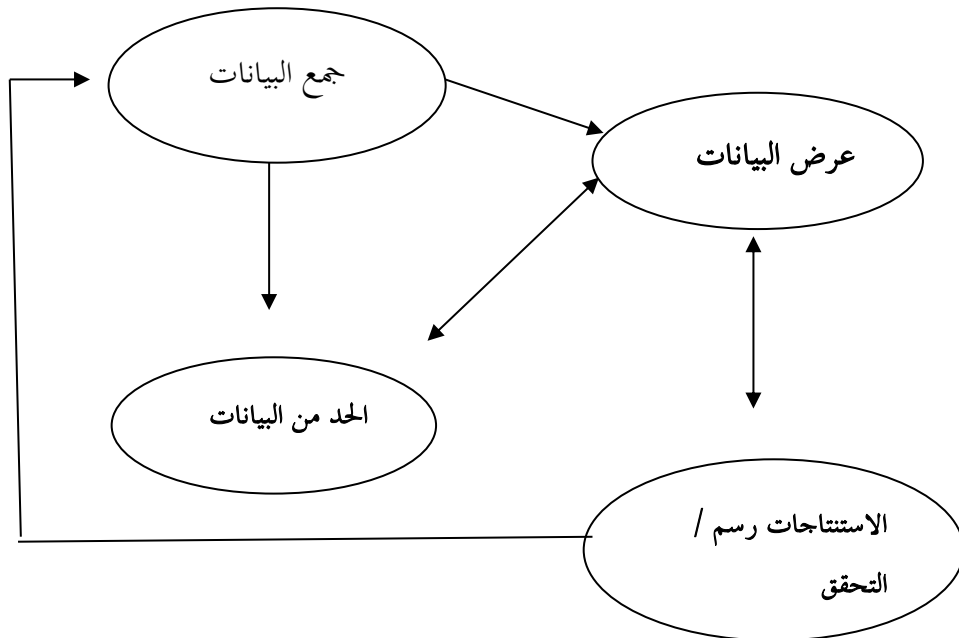 جمع البيانات
عرض البيانات
الحد من البيانات
الاستنتاجات رسم /
التحقق